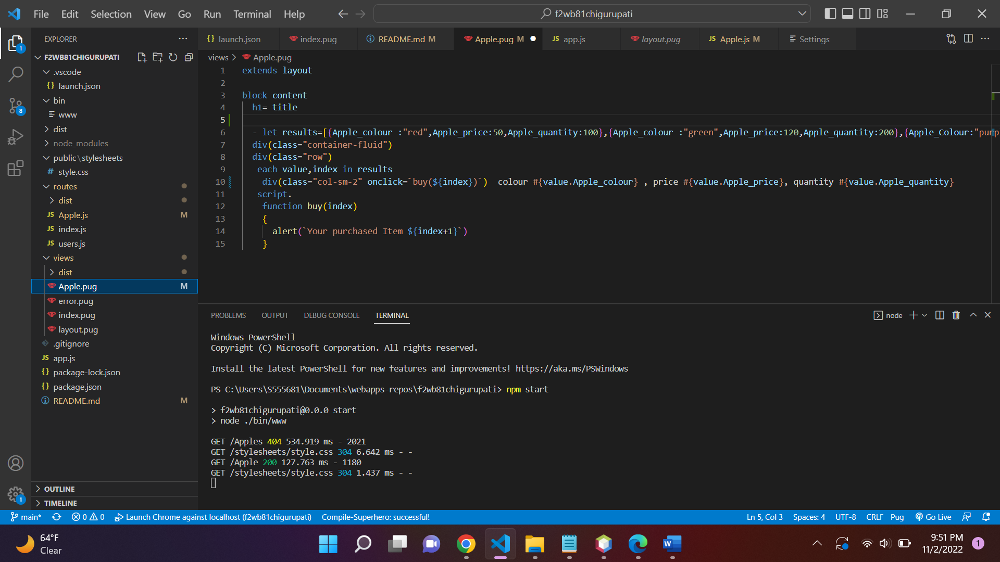 File Edit Selection View Go Run Terminal Help
f2wb81chigurupati
EXPLORER
F2WB81CHIGURUPATI
.vscode
launch.json
bin
www
dist
node_modules
public\stylesheets
style.css
routes
dist
Apple.js M
index.js
users.js
views
dist
Apple.pug M
error.pug
index.pug
layout.pug
.gitignore
app.js
package-lock.json
package.json
README.md M
OUTLINE
TIMELINE
1
8
1
launch.json index.pug README.md M Apple.pug M app.js layout.pug Apple.js M Settings
views > Apple.pug
1 extends layout
2
3 block content
4 h1= title
5
6 - let results=[{Apple_colour :"red",Apple_price:50,Apple_quantity:100},{Apple_colour :"green",Apple_price:120,Apple_quantity:200},{Apple_Colour:"purp
7 div(class="container-fluid")
8 div(class="row")
9 each value,index in results
10 div(class="col-sm-2" onclick=`buy(${index})`)  colour #{value.Apple_colour} , price #{value.Apple_price}, quantity #{value.Apple_quantity}
11 script.
12 function buy(index)
13 {
14 alert(`Your purchased Item ${index+1}`)
15 }
PROBLEMS OUTPUT DEBUG CONSOLE TERMINAL
node
Windows PowerShell
Copyright (C) Microsoft Corporation. All rights reserved.
Install the latest PowerShell for new features and improvements! https://aka.ms/PSWindows
PS C:\Users\S555681\Documents\webapps-repos\f2wb81chigurupati> npm start
> f2wb81chigurupati@0.0.0 start
> node ./bin/www
GET /Apples 404 534.919 ms - 2021
GET /stylesheets/style.css 304 6.642 ms - -
GET /Apple 200 127.763 ms - 1180
GET /stylesheets/style.css 304 1.437 ms - -
main* 0 0 Launch Chrome against localhost (f2wb81chigurupati) Compile-Superhero: successful! Ln 5, Col 3 Spaces: 4 UTF-8 CRLF Pug Go Live
64°F
Clear
W
9:51 PM
11/2/2022
1